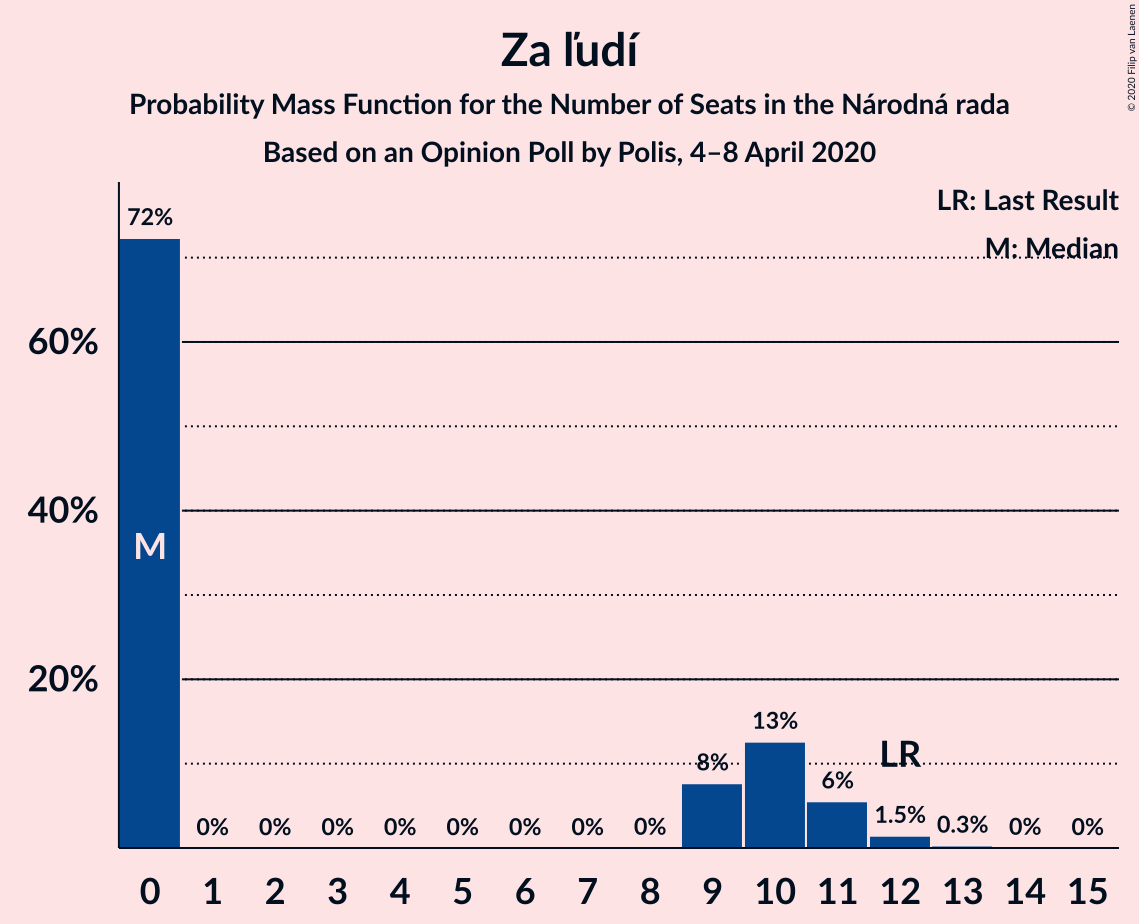 Za ľudí
Probability Mass Function for the Number of Seats in the Národná rada
Based on an Opinion Poll by Polis, 4–8 April 2020
© 2020 Filip van Laenen
LR: Last Result
M: Median
72%
60%
40%
M
20%
13%
8%
LR
6%
1.5%
0% 0% 0% 0% 0% 0% 0% 0% 0.3% 0% 0%
0 1 2 3 4 5 6 7 8 9 10 11 12 13 14 15